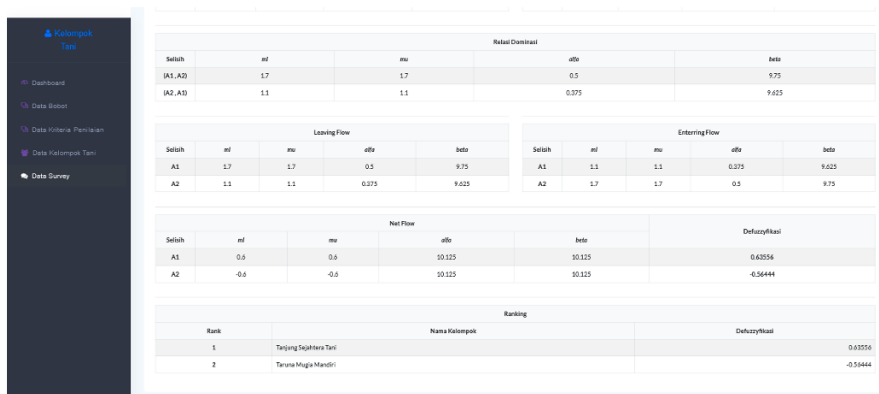 Kelompok
Tani
Dashboard
Data Bobot
Data Kriteria Penilaian
Data Kelompok Tani
Data Survey
Relasi Dominasi
Selisih ml mu alfa beta
(A1 , A2) 1.7 1.7 0.5 9.75
(A2 , A1) 1.1 1.1 0.375 9.625
Leaving Flow
Selisih ml mu alfa beta
A1 1.7 1.7 0.5 9.75
A2 1.1 1.1 0.375 9.625
Enterring Flow
Selisih ml mu alfa beta
A1 1.1 1.1 0.375 9.625
A2 1.7 1.7 0.5 9.75
Net Flow Defuzzyfikasi
Selisih ml mu alfa beta
A1 0.6 0.6 10.125 10.125 0.63556
A2 -0.6 -0.6 10.125 10.125 -0.56444
Ranking
Rank Nama Kelompok Defuzzyfikasi
1 Tanjung Sejahtera Tani 0.63556
2 Taruna Mugia Mandiri -0.56444